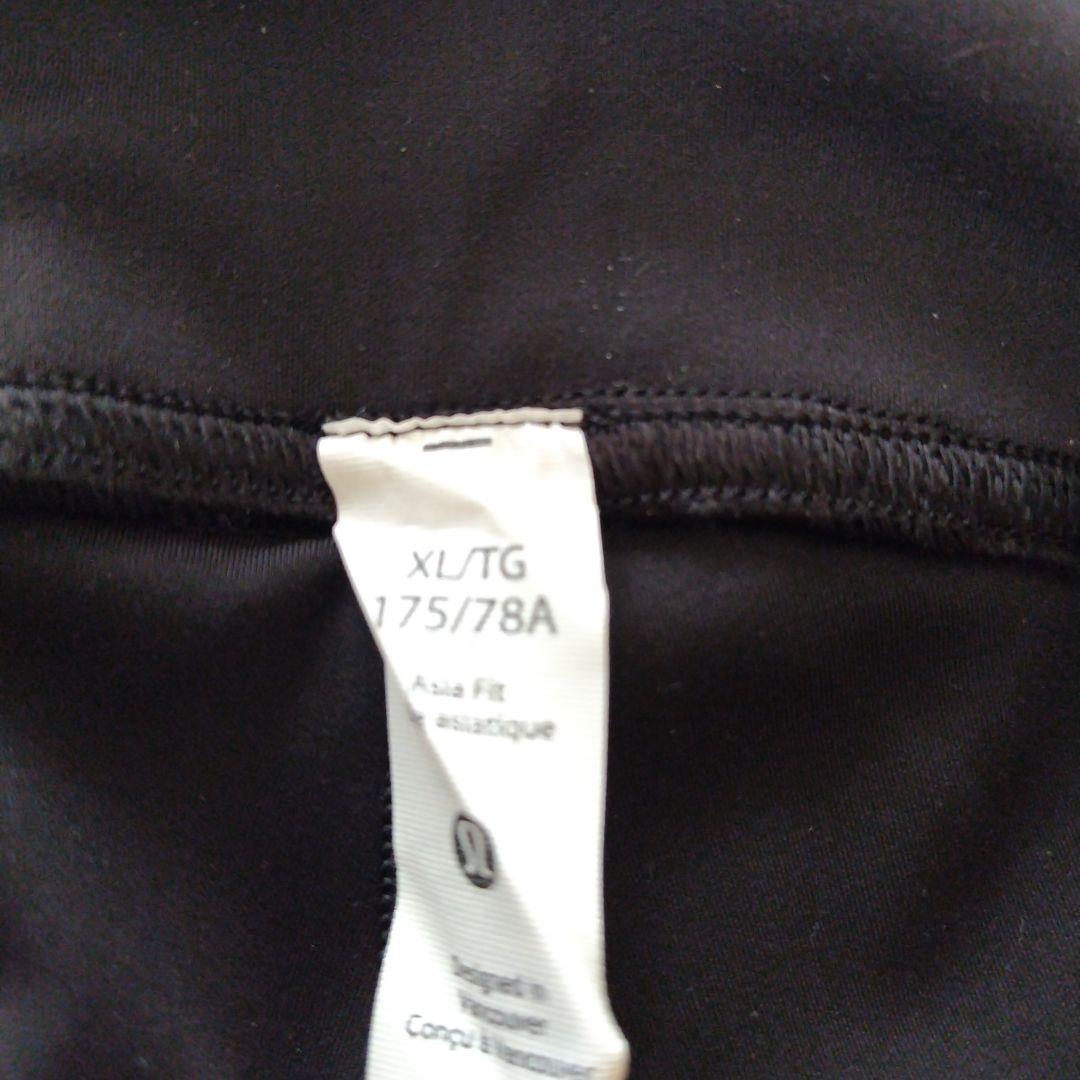 XL/TG
175/78A
Asia Fit
asiatique
Designed in
Vancouver
Conçu à Vancouver